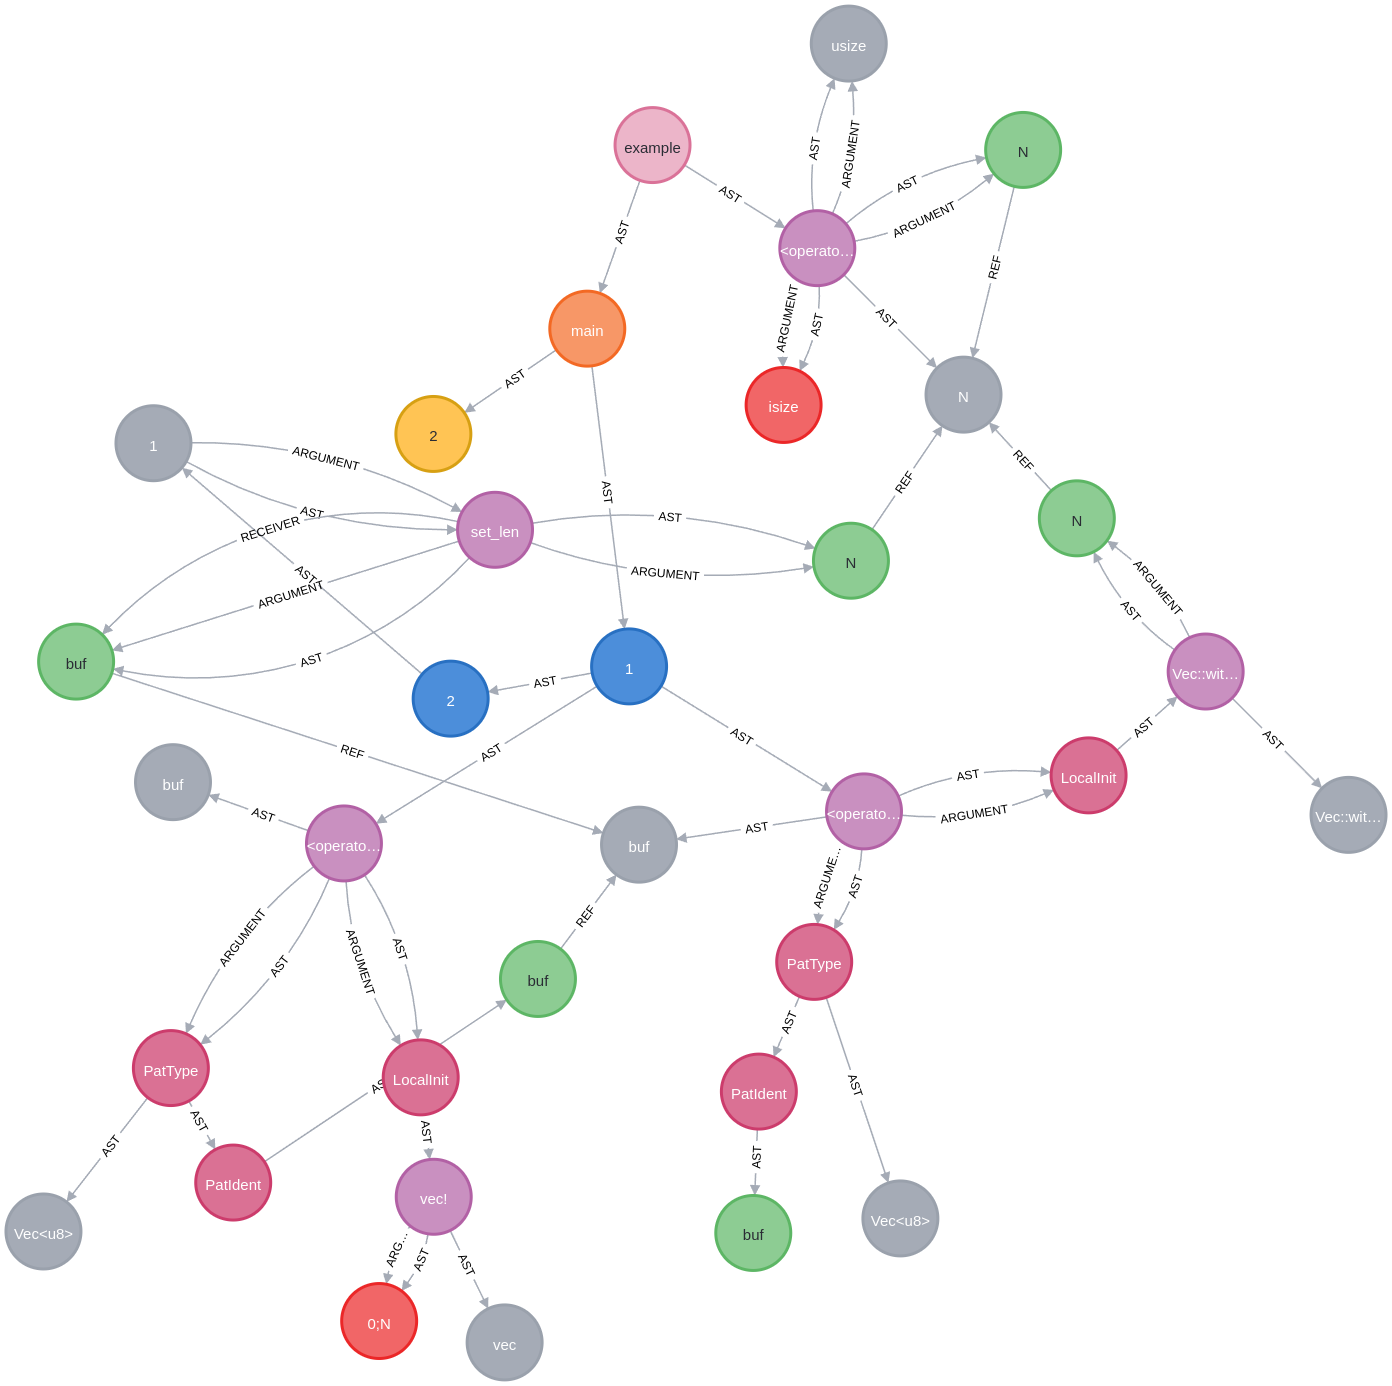 usize
example
N
AST
ARGUMENT
AST
AST
ARGUMENT
AST
<operato…
REF
ARGUMENT
AST
AST
main
AST
isize
N
2
1
ARGUMENT
AST
RECEIVER
AST
set_len
AST
ARGUMENT
N
REF
REF
N
AST
ARGUMENT
AST
ARGUMENT
AST
buf
2
AST
1
AST
Vec::wit…
AST
AST
REF
AST
AST
LocalInit
AST
ARGUMENT
buf
AST
<operato…
buf
AST
<operato…
Vec::wit…
ARGUME…
AST
REF
ARGUMENT
AST
ARGUMENT
AST
buf
PatType
AST
PatType
LocalInit
AS
AST
PatIdent
AST
AST
AST
PatIdent
AST
AST
vec!
Vec<u8>
buf
Vec<u8>
ARG…
AST
AST
0;N
vec